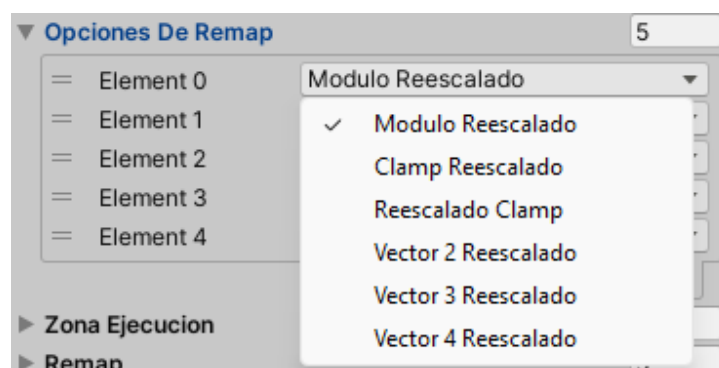 Opciones De Remap 5
Element 0 Modulo Reescalado
Element 1 Modulo Reescalado
Element 2 Clamp Reescalado
Element 3 Reescalado Clamp
Element 4 Vector 2 Reescalado
Vector 3 Reescalado
Zona Ejecucion Vector 4 Reescalado
Remap